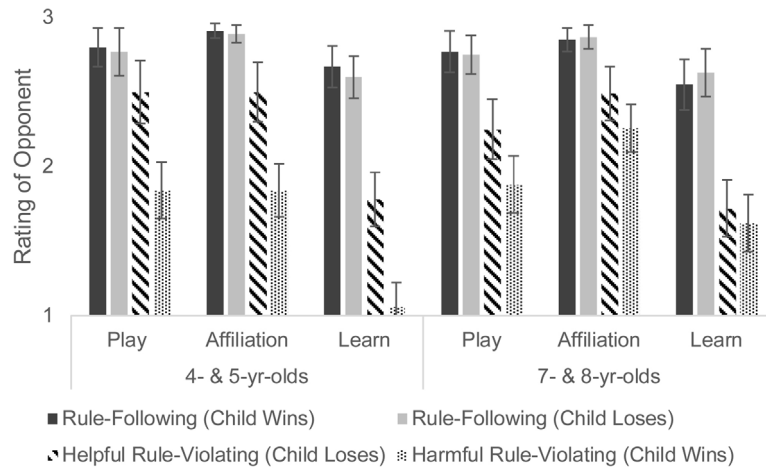 3
2
1
Rating of Opponent
Play Affiliation Learn Play Affiliation Learn
4- & 5-yr-olds 7- & 8-yr-olds
Rule-Following (Child Wins) Rule-Following (Child Loses)
Helpful Rule-Violating (Child Loses) Harmful Rule-Violating (Child Wins)